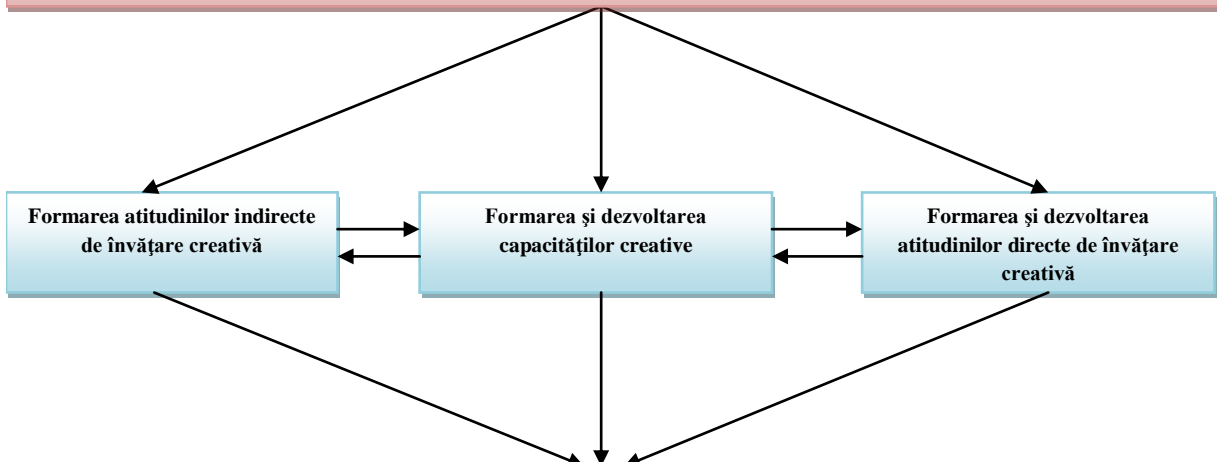 Formarea atitudinilor indirecte
de învăţare creativă
Formarea şi dezvoltarea
capacităţilor creative
Formarea şi dezvoltarea
atitudinilor directe de învăţare
creativă